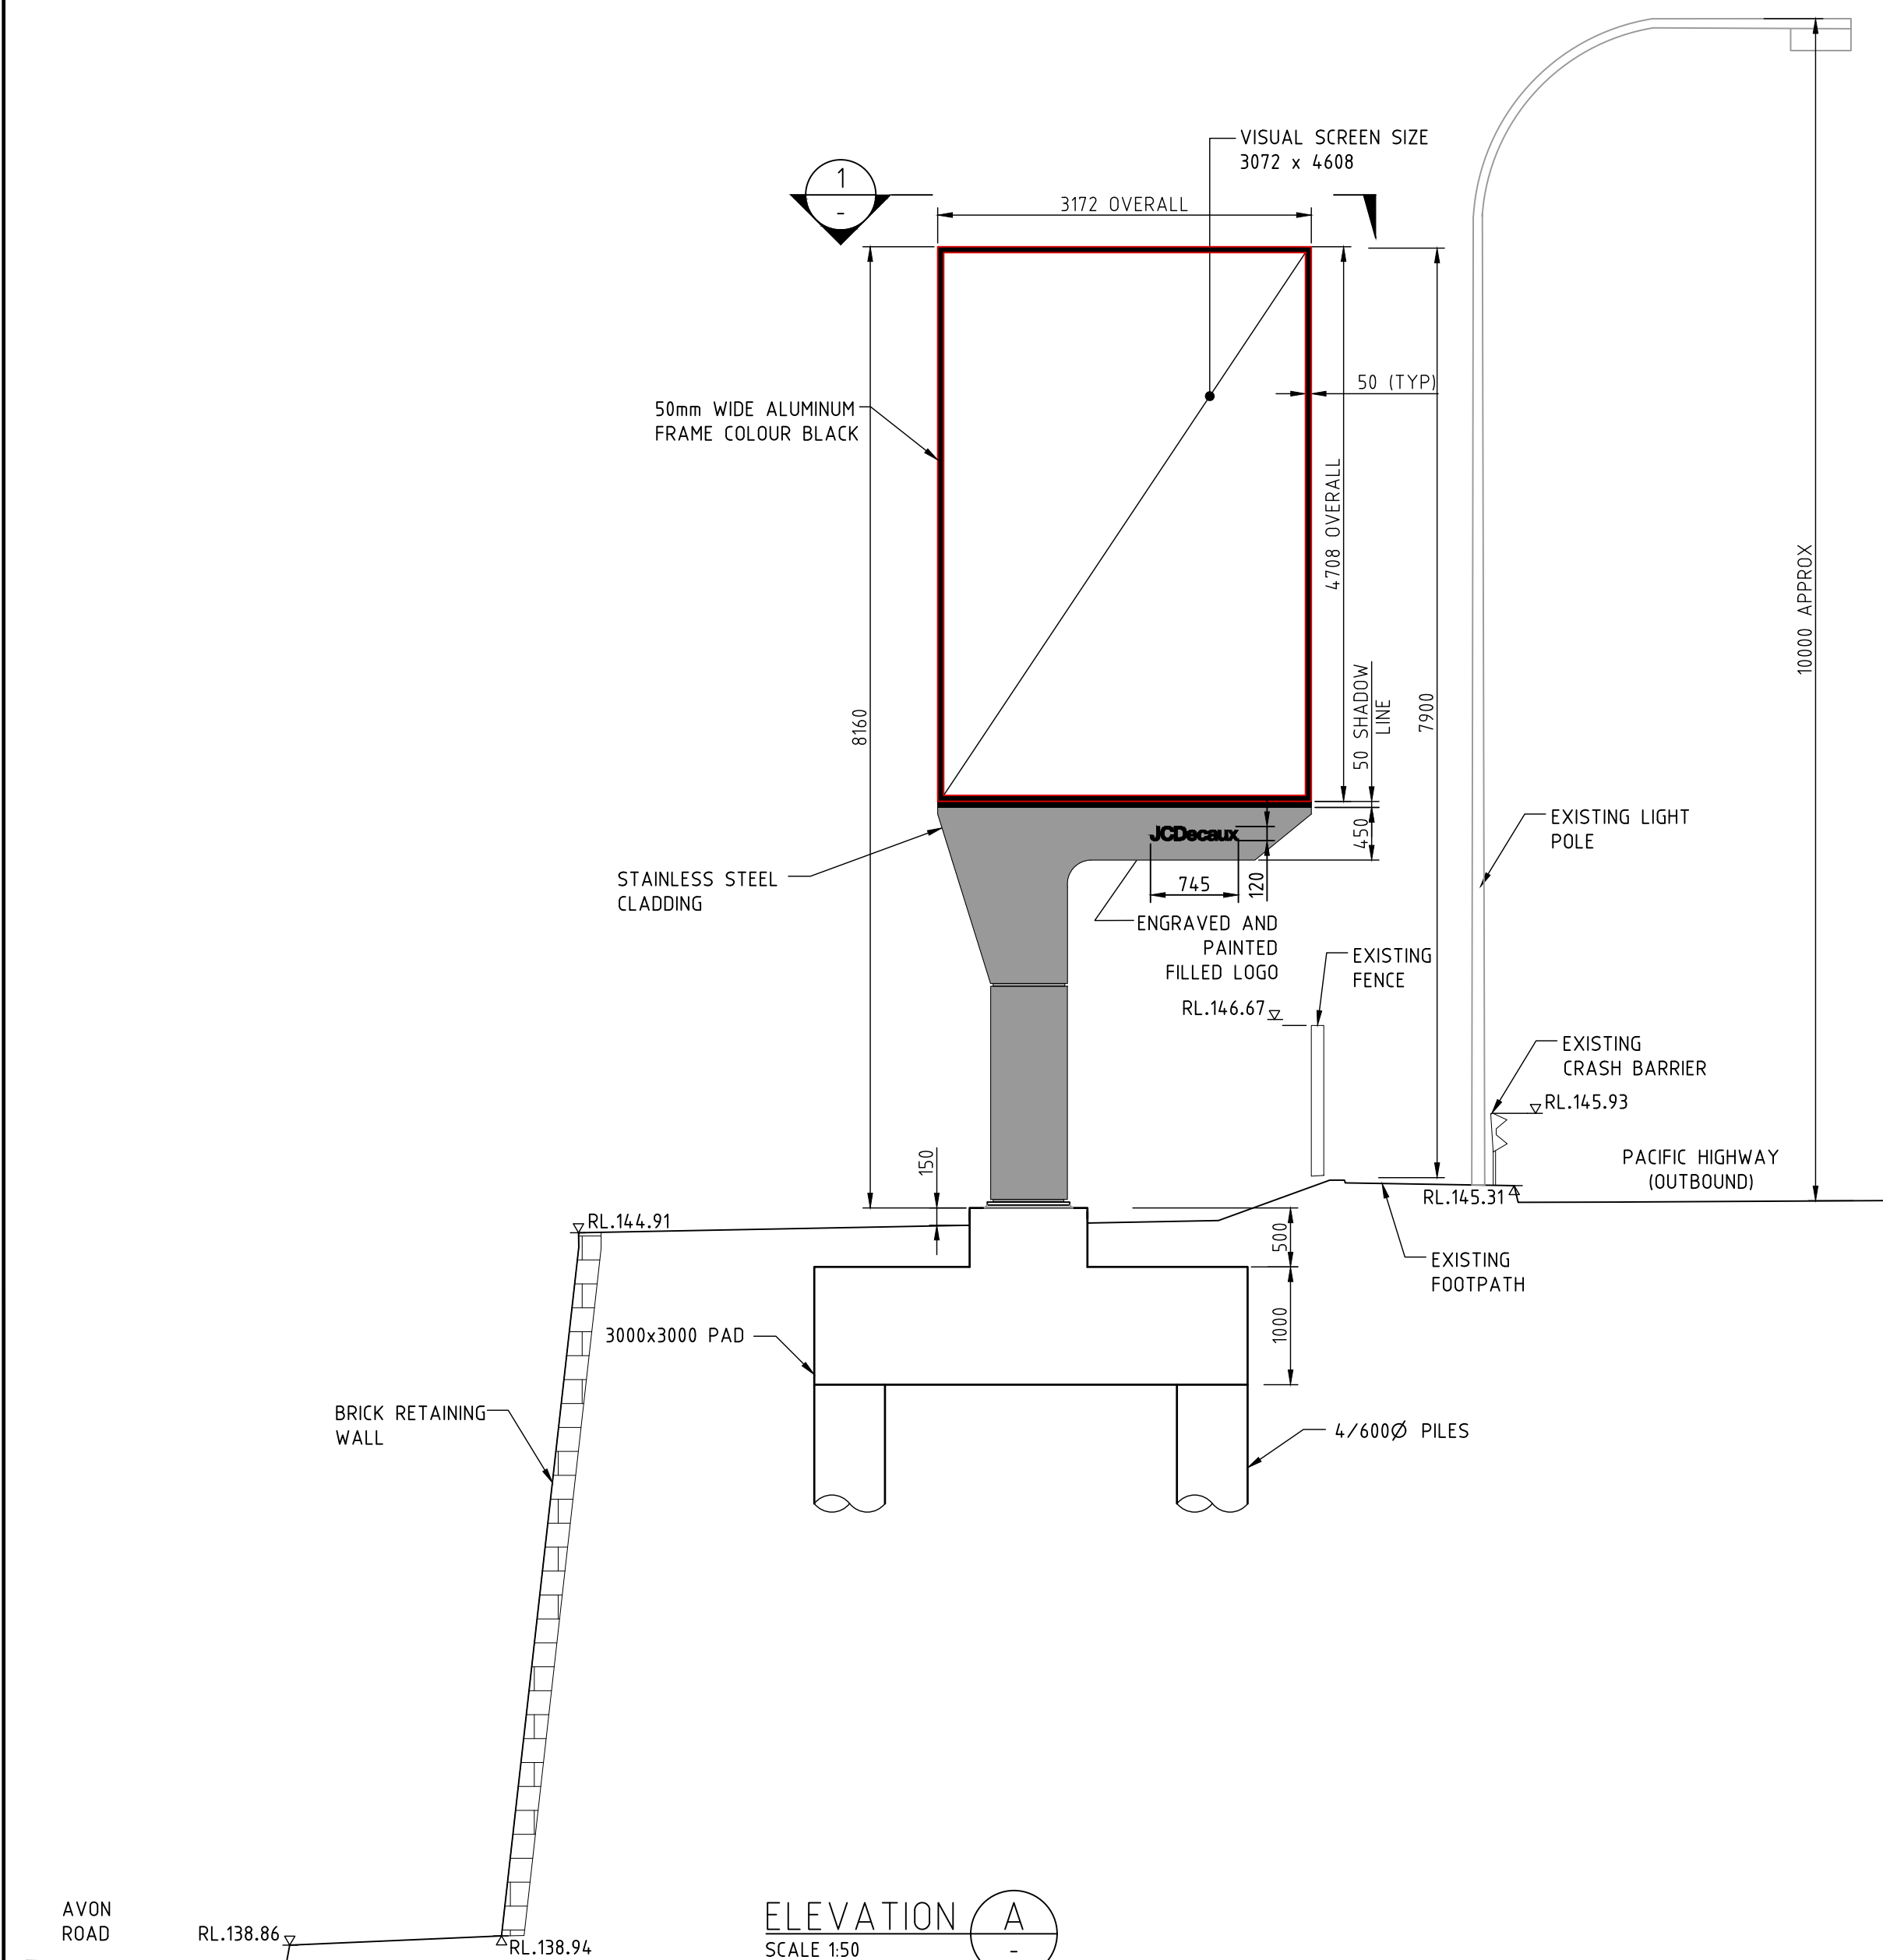 VISUAL SCREEN SIZE
3072 x 4608
1
-
3172 OVERALL
50 (TYP)
50mm WIDE ALUMINUM
FRAME COLOUR BLACK
4708 OVERALL
10000 APPROX
8160
50 SHADOW
LINE
7900
EXISTING LIGHT
POLE
JCDecaux
450
STAINLESS STEEL
CLADDING
745
120
ENGRAVED AND
PAINTED
FILLED LOGO
EXISTING
FENCE
RL.146.67
EXISTING
CRASH BARRIER
RL.145.93
150
PACIFIC HIGHWAY
(OUTBOUND)
RL.145.31
RL.144.91
500
EXISTING
FOOTPATH
3000x3000 PAD
1000
BRICK RETAINING
WALL
4/600Ø PILES
AVON
ROAD
RL.138.86
RL.138.94
ELEVATION
A
-
SCALE 1:50